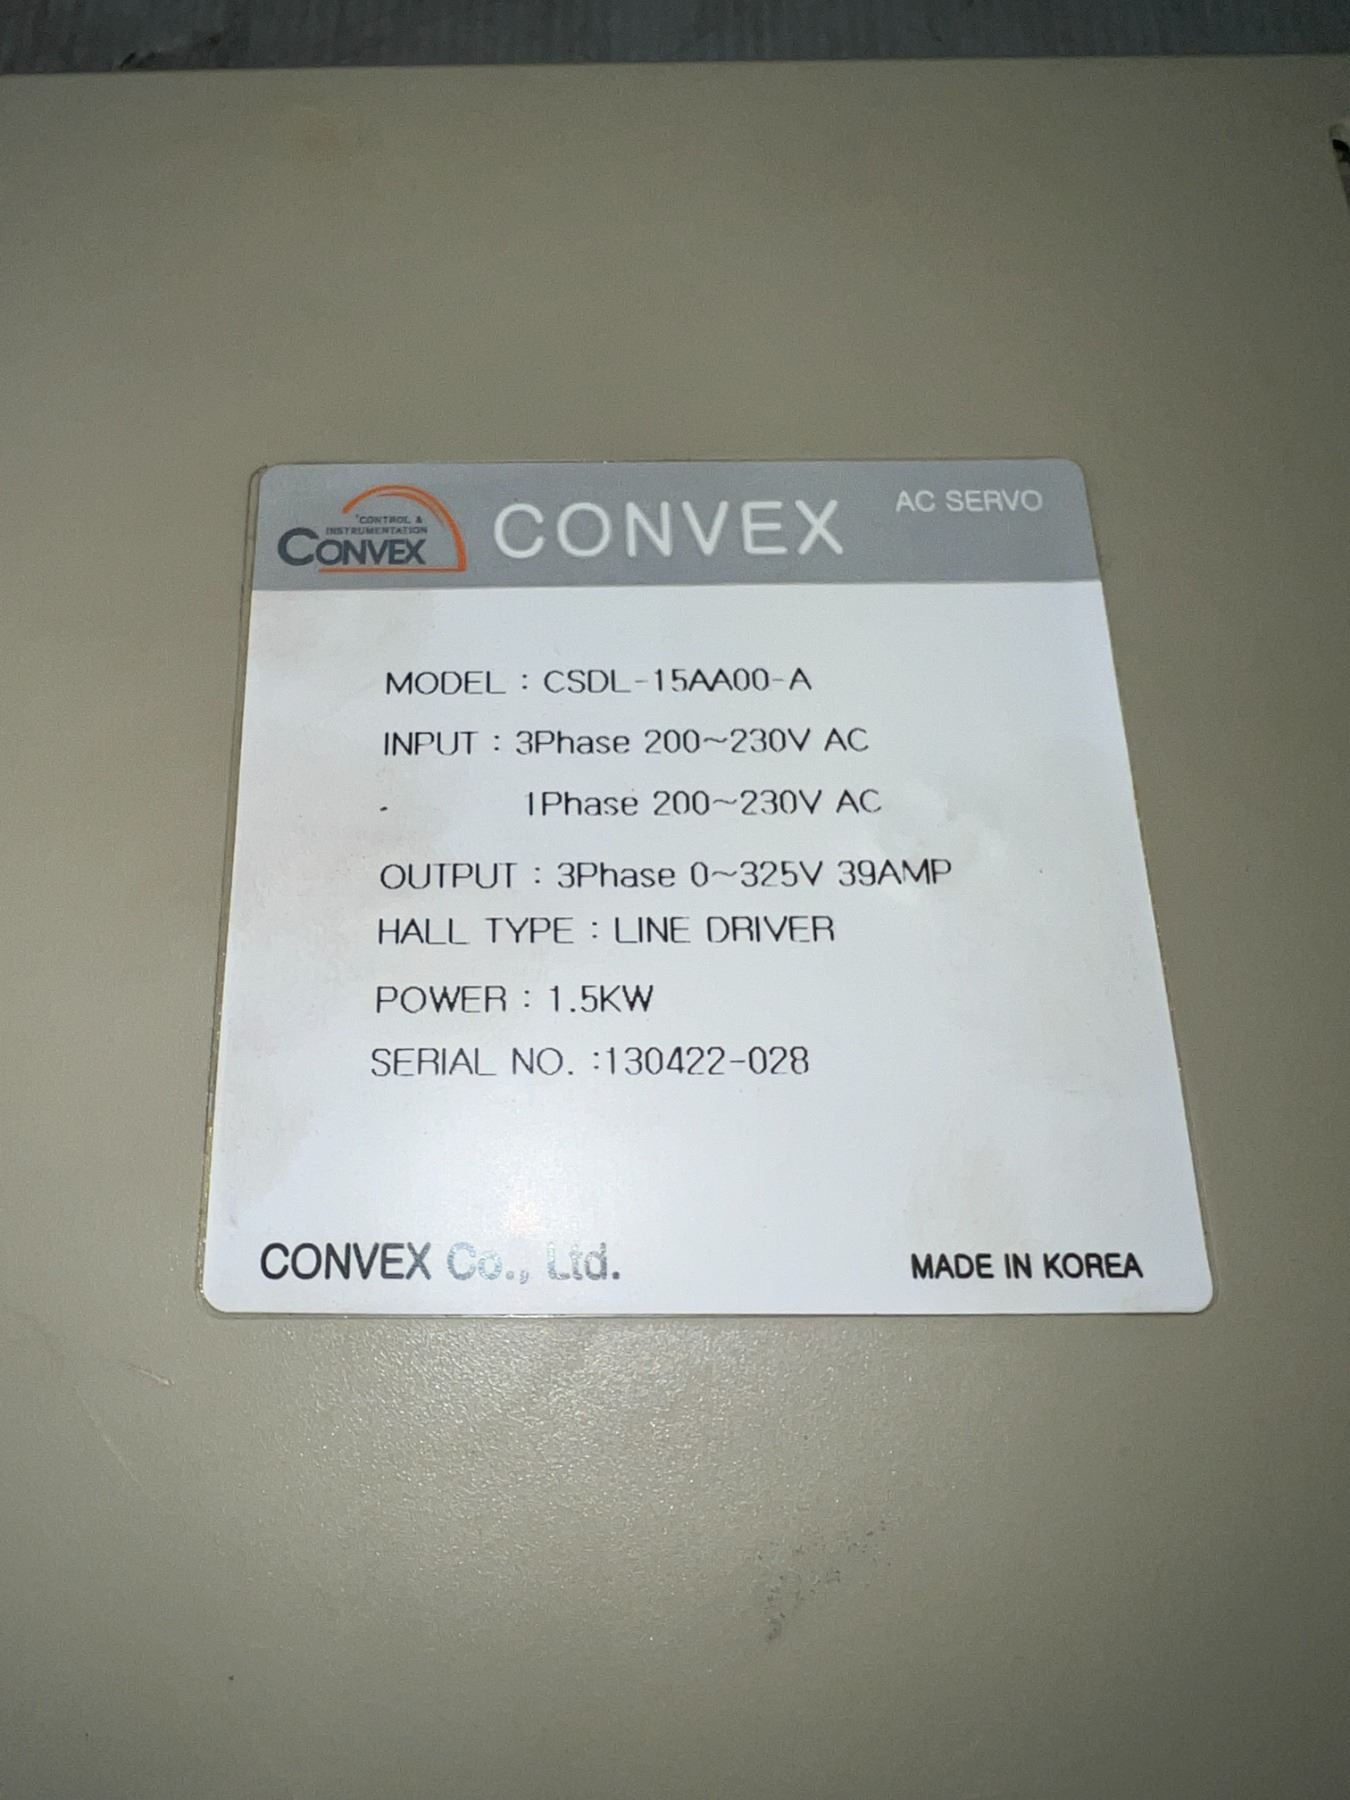 CONTROL &
INSTRUMENTATION
CONVEX
CONVEX AC SERVO
MODEL : CSDL-15AA00-A
INPUT : 3Phase 200~230V AC
1Phase 200~230V AC
OUTPUT : 3Phase 0~325V 39AMP
HALL TYPE : LINE DRIVER
POWER : 1.5KW
SERIAL NO. :130422-028
CONVEX Co., Ltd. MADE IN KOREA